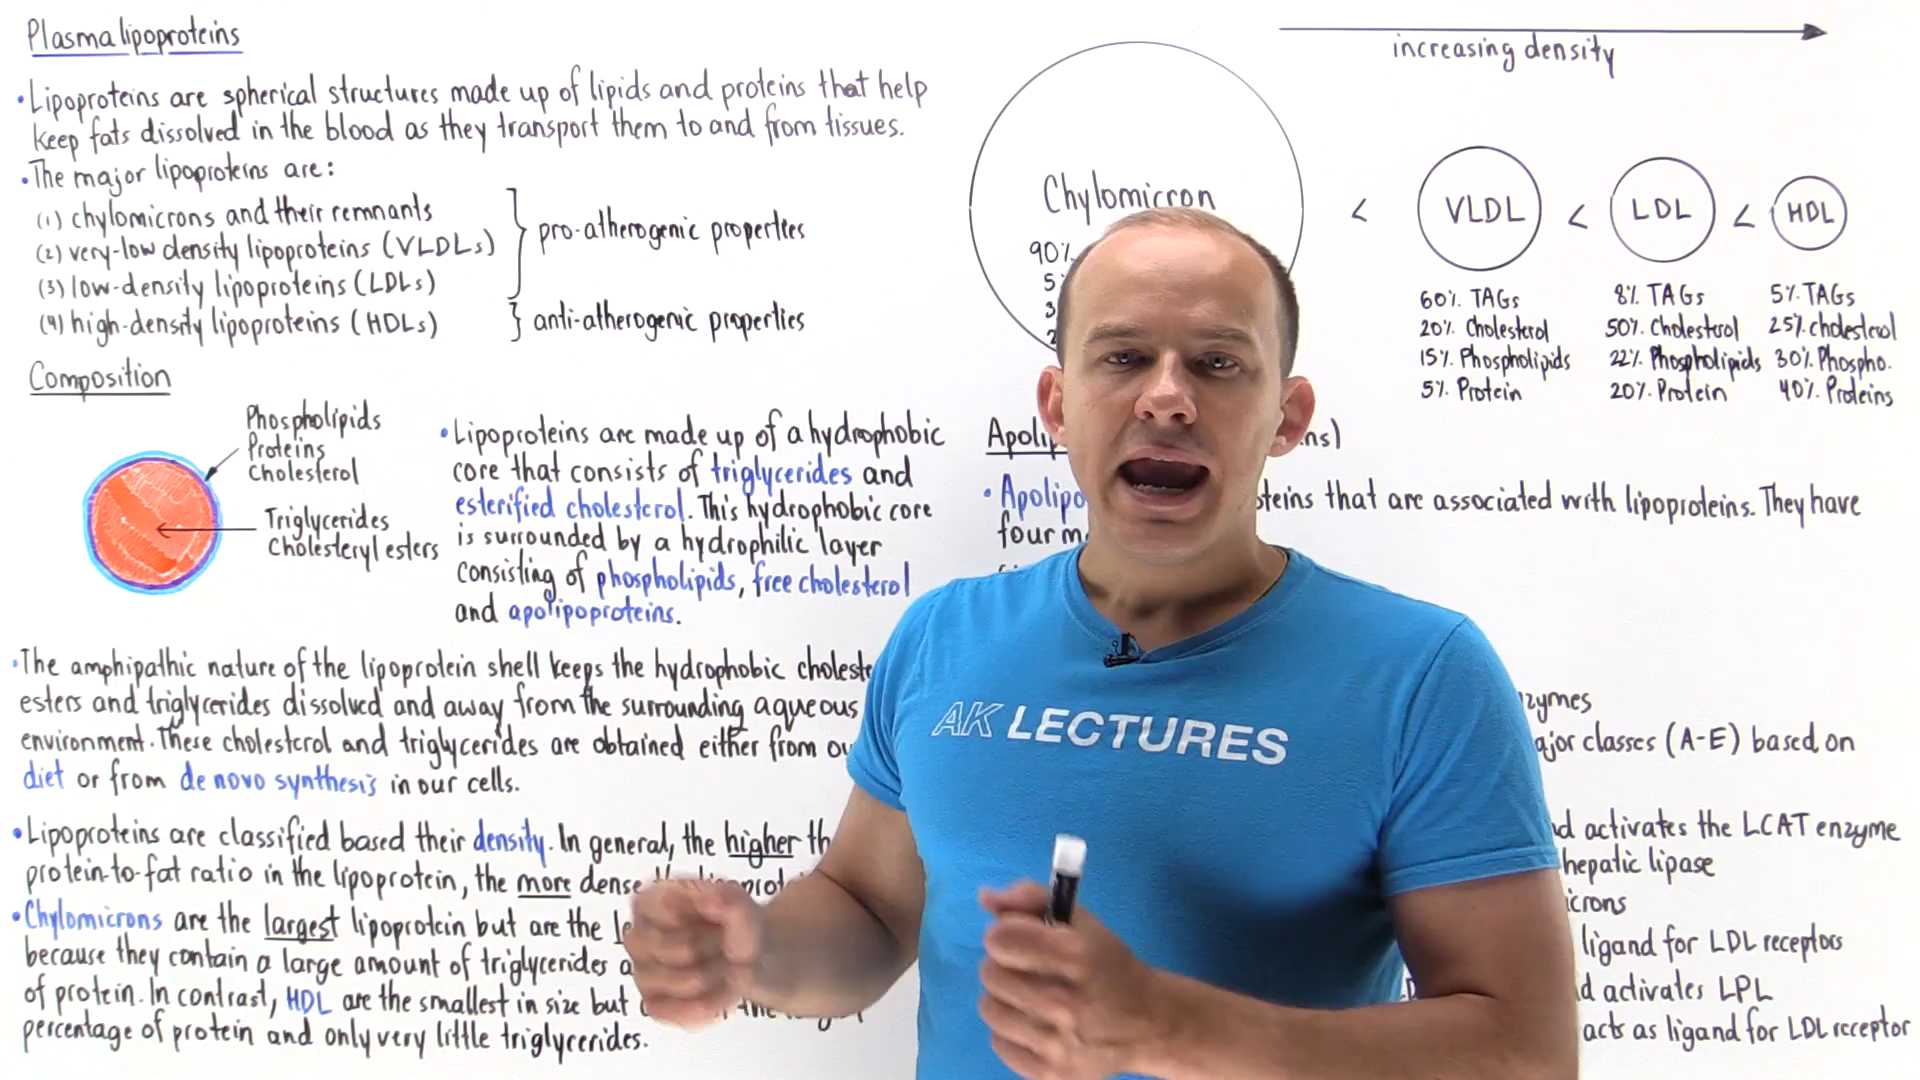 Plasma lipoproteins
•Lipoproteins are spherical structures made up of lipids and proteins that help
keep fats dissolved in the blood as they transport them to and from tissues.
•The major lipoproteins are:
(1) chylomicrons and their remnants
(2) very-low density lipoproteins (VLDLs)
(3) low-density lipoproteins (LDLs)
(4) high-density lipoproteins (HDLs)
pro-atherogenic properties
anti-atherogenic properties
Composition
Phospholipids
Proteins
Cholesterol
Triglycerides
Cholesteryl esters
•Lipoproteins are made up of a hydrophobic
core that consists of triglycerides and
esterified cholesterol. This hydrophobic core
is surrounded by a hydrophilic layer
consisting of phospholipids, free cholesterol
and apolipoproteins.
•The amphipathic nature of the lipoprotein shell keeps the hydrophobic
esters and triglycerides dissolved and away from the surrounding aqueous
environment. These cholesterol and triglycerides are obtained either from
diet or from de novo synthesis in our cells.
•Lipoproteins are classified based their density. In general, the higher
protein-to-fat ratio in the lipoprotein, the more dense
•Chylomicrons are the largest lipoprotein but are the
because they contain a large amount of triglycerides
of protein. In contrast, HDL are the smallest in size but
percentage of protein and only very little triglycerides.
increasing density
Chylomicron < VLDL < LDL < HDL
90%
60% TAGs
20% Cholesterol
15% Phospholipids
5% Protein
8% TAGs
50% Cholesterol
22% Phospholipids
20% Protein
5% TAGs
25% cholesterol
30% Phospho.
40% Proteins
that are associated with lipoproteins. They have
four
classes (A-E) based on
activates the LCAT enzyme
hepatic lipase
ligand for LDL receptors
activates LPL
acts as ligand for LDL receptor
AK LECTURES